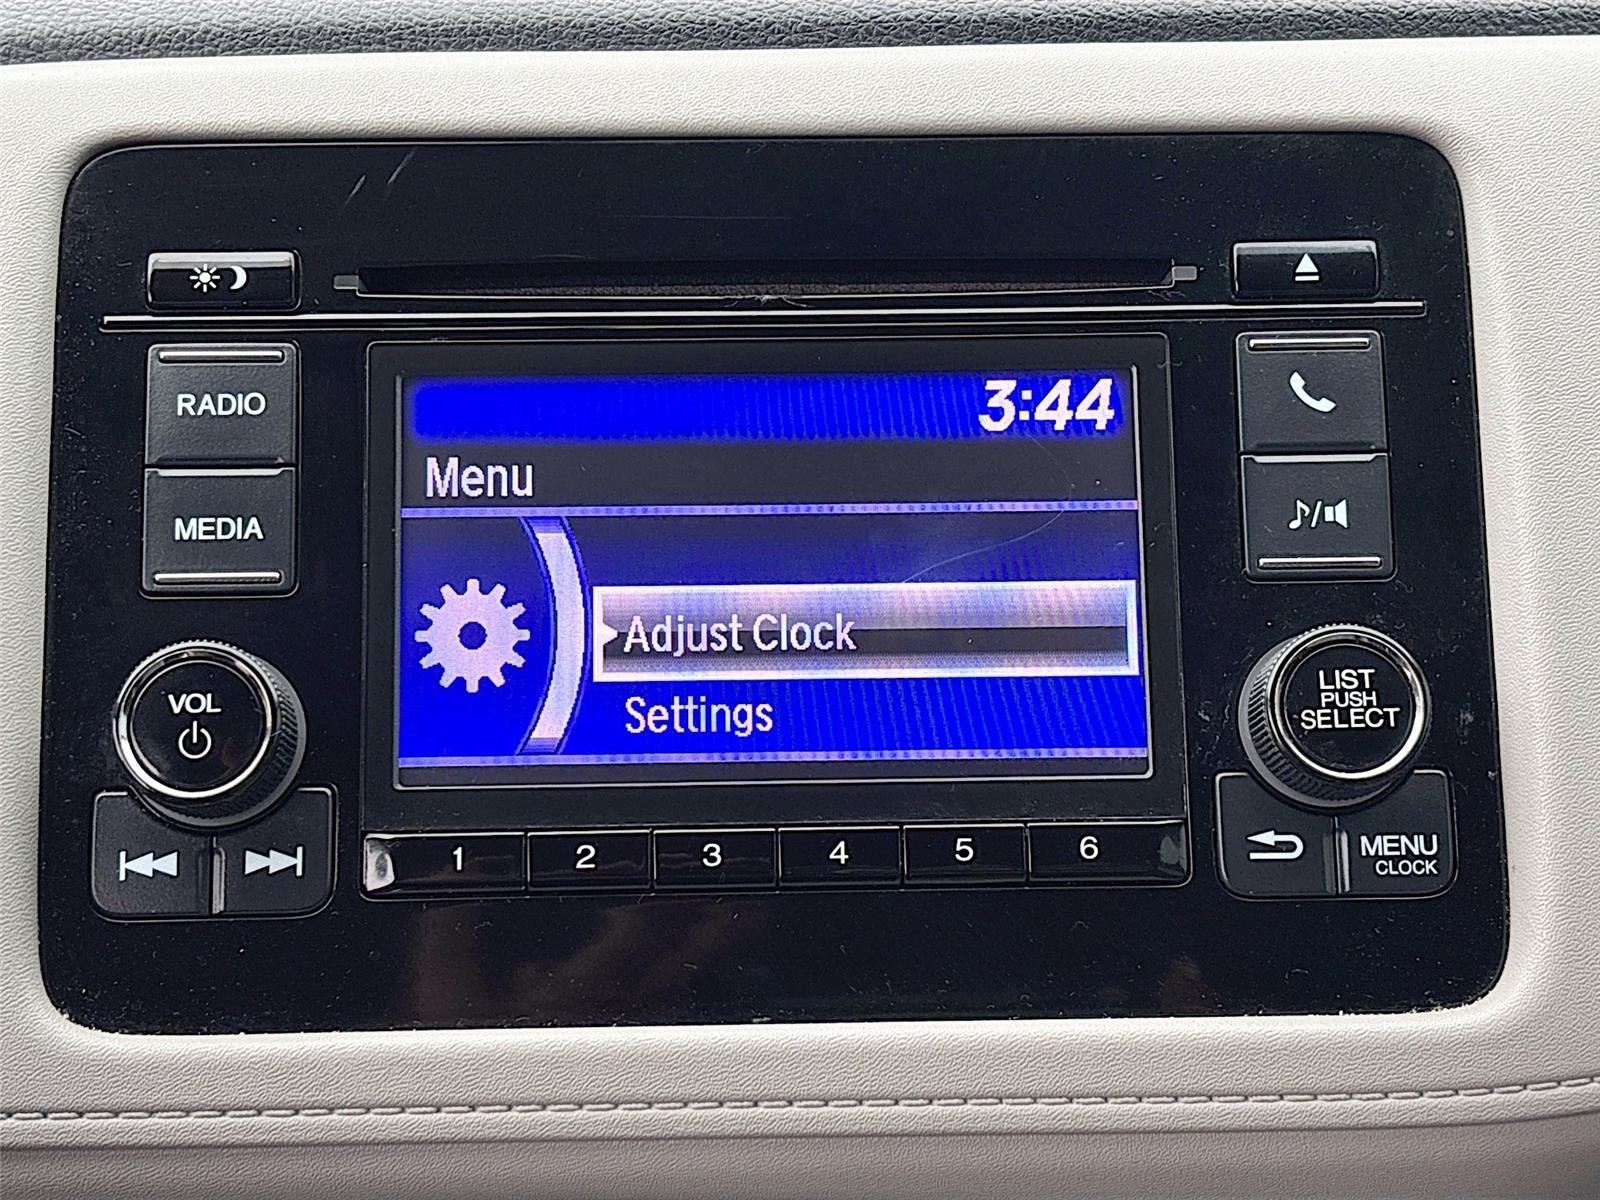 RADIO
MEDIA
3:44
Menu
Adjust Clock
Settings
VOL
LIST
PUSH
SELECT
1 2 3 4 5 6
MENU
CLOCK